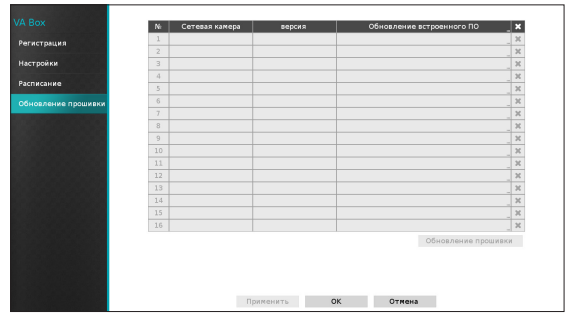 VA Box
Регистрация
Настройки
Расписание
Обновление прошивки
№ Сетевая камера версия Обновление встроенного ПО
1
2
3
4
5
6
7
8
9
10
11
12
13
14
15
16
Обновление прошивки
Применить OK Отмена